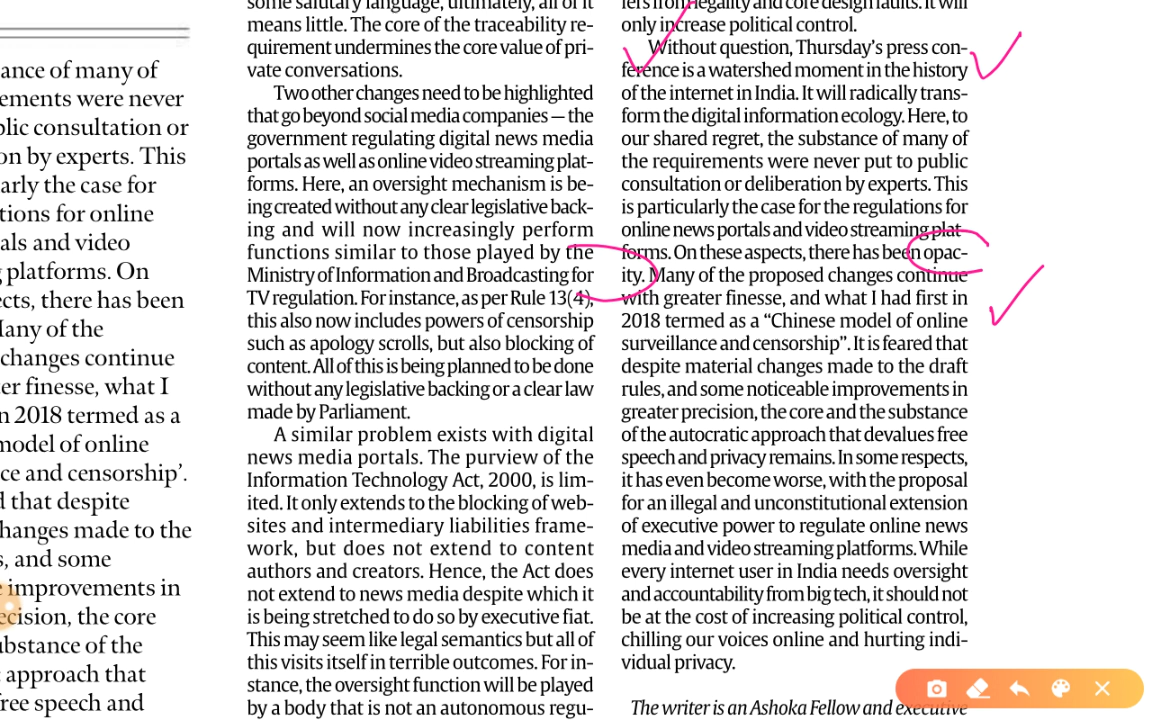 ance of many of
ements were never
blic consultation or
on by experts. This
arly the case for
tions for online
als and video
platforms. On
ects, there has been
Many of the
changes continue
er finesse, what I
n 2018 termed as a
model of online
ce and censorship’.
d that despite
hanges made to the
s, and some
improvements in
ecision, the core
ubstance of the
approach that
free speech and
some salutary language, ultimately, all of it
means little. The core of the traceability re-
quirement undermines the core value of pri-
vate conversations.
Two other changes need to be highlighted
that go beyond social media companies — the
government regulating digital news media
portals as well as online video streaming plat-
forms. Here, an oversight mechanism is be-
ing created without any clear legislative back-
ing and will now increasingly perform
functions similar to those played by the
Ministry of Information and Broadcasting for
TV regulation. For instance, as per Rule 13(4),
this also now includes powers of censorship
such as apology scrolls, but also blocking of
content. All of this is being planned to be done
without any legislative backing or a clear law
made by Parliament.
A similar problem exists with digital
news media portals. The purview of the
Information Technology Act, 2000, is lim-
ited. It only extends to the blocking of web-
sites and intermediary liabilities frame-
work, but does not extend to content
authors and creators. Hence, the Act does
not extend to news media despite which it
is being stretched to do so by executive fiat.
This may seem like legal semantics but all of
this visits itself in terrible outcomes. For in-
stance, the oversight function will be played
by a body that is not an autonomous regu-
fers from legality and core design faults. It will
only increase political control.
Without question, Thursday’s press con-
ference is a watershed moment in the history
of the internet in India. It will radically trans-
form the digital information ecology. Here, to
our shared regret, the substance of many of
the requirements were never put to public
consultation or deliberation by experts. This
is particularly the case for the regulations for
online news portals and video streaming plat-
forms. On these aspects, there has been opac-
ity. Many of the proposed changes continue
with greater finesse, and what I had first in
2018 termed as a “Chinese model of online
surveillance and censorship”. It is feared that
despite material changes made to the draft
rules, and some noticeable improvements in
greater precision, the core and the substance
of the autocratic approach that devalues free
speech and privacy remains. In some respects,
it has even become worse, with the proposal
for an illegal and unconstitutional extension
of executive power to regulate online news
media and video streaming platforms. While
every internet user in India needs oversight
and accountability from big tech, it should not
be at the cost of increasing political control,
chilling our voices online and hurting indi-
vidual privacy.
The writer is an Ashoka Fellow and executive